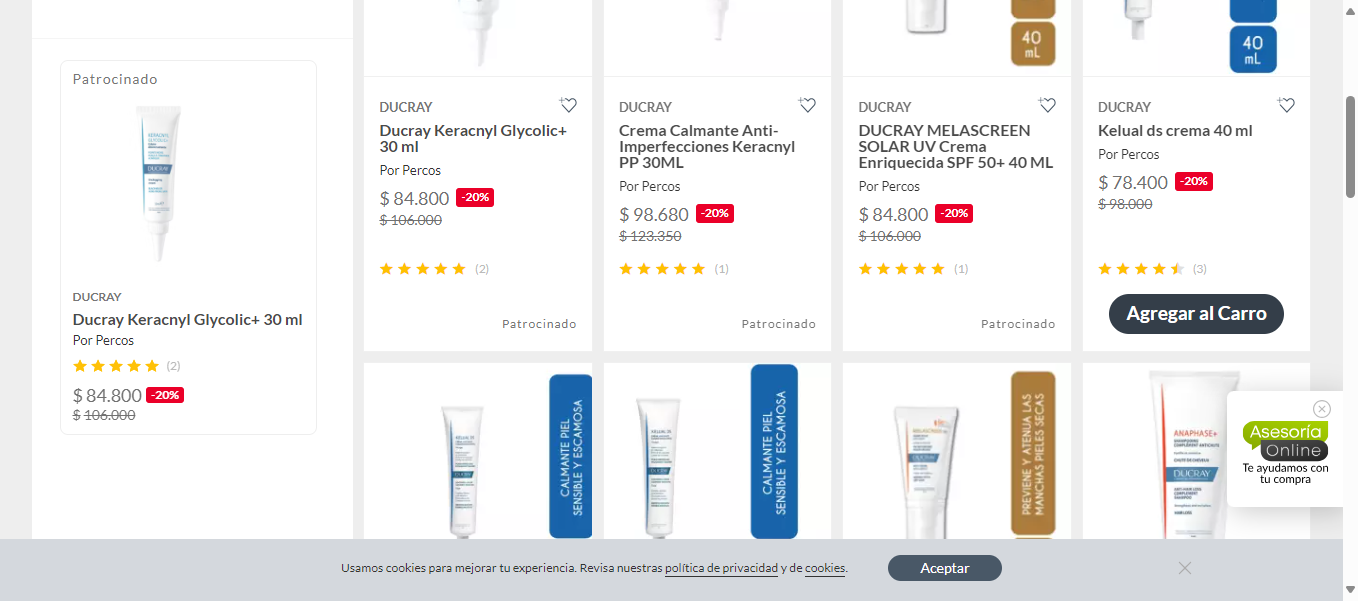 Patrocinado
KERACNYL
DUCRAY
DUCRAY
Ducray Keracnyl Glycolic+ 30 ml
Por Percos
(2)
$ 84.800 -20%
$ 106.000
DUCRAY
Ducray Keracnyl Glycolic+
30 ml
Por Percos
$ 84.800 -20%
$ 106.000
(2)
Patrocinado
DUCRAY
Crema Calmante Anti-
Imperfecciones Keracnyl
PP 30ML
Por Percos
$ 98.680 -20%
$ 123.350
(1)
Patrocinado
40
mL
DUCRAY
DUCRAY MELASCREEN
SOLAR UV Crema
Enriquecida SPF 50+ 40 ML
Por Percos
$ 84.800 -20%
$ 106.000
(1)
Patrocinado
40
mL
DUCRAY
Kelual ds crema 40 ml
Por Percos
$ 78.400 -20%
$ 98.000
(3)
Agregar al Carro
CALMANTE PIEL
SENSIBLE Y ESCAMOSA
DUCRAY
CALMANTE PIEL
SENSIBLE Y ESCAMOSA
DUCRAY
PREVIENE Y ATENUA LAS
MANCHAS PIELES SECAS
DUCRAY
ANAPHASE+
DUCRAY
Asesoría
Online
Te ayudamos con
tu compra
Usamos cookies para mejorar tu experiencia. Revisa nuestras política de privacidad y de cookies.
Aceptar